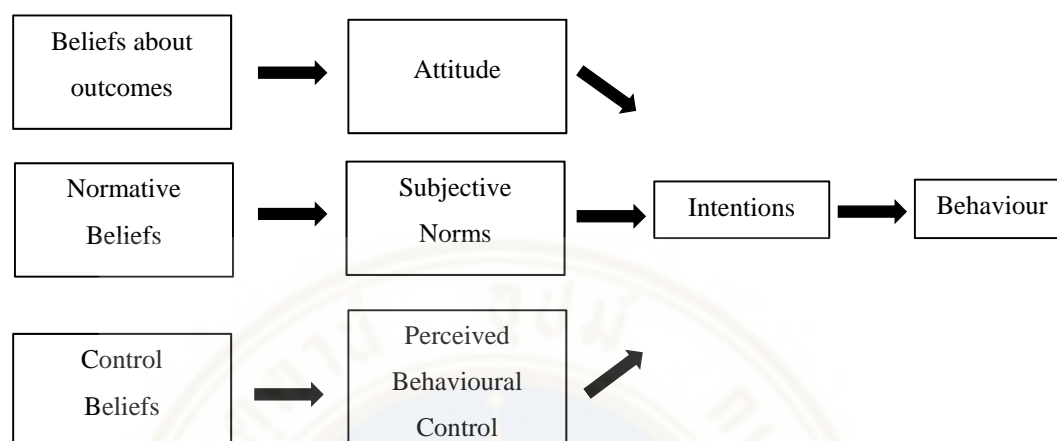 Beliefs about
outcomes
Attitude
Normative
Beliefs
Subjective
Norms
Intentions
Behaviour
Control
Beliefs
Perceived
Behavioural
Control